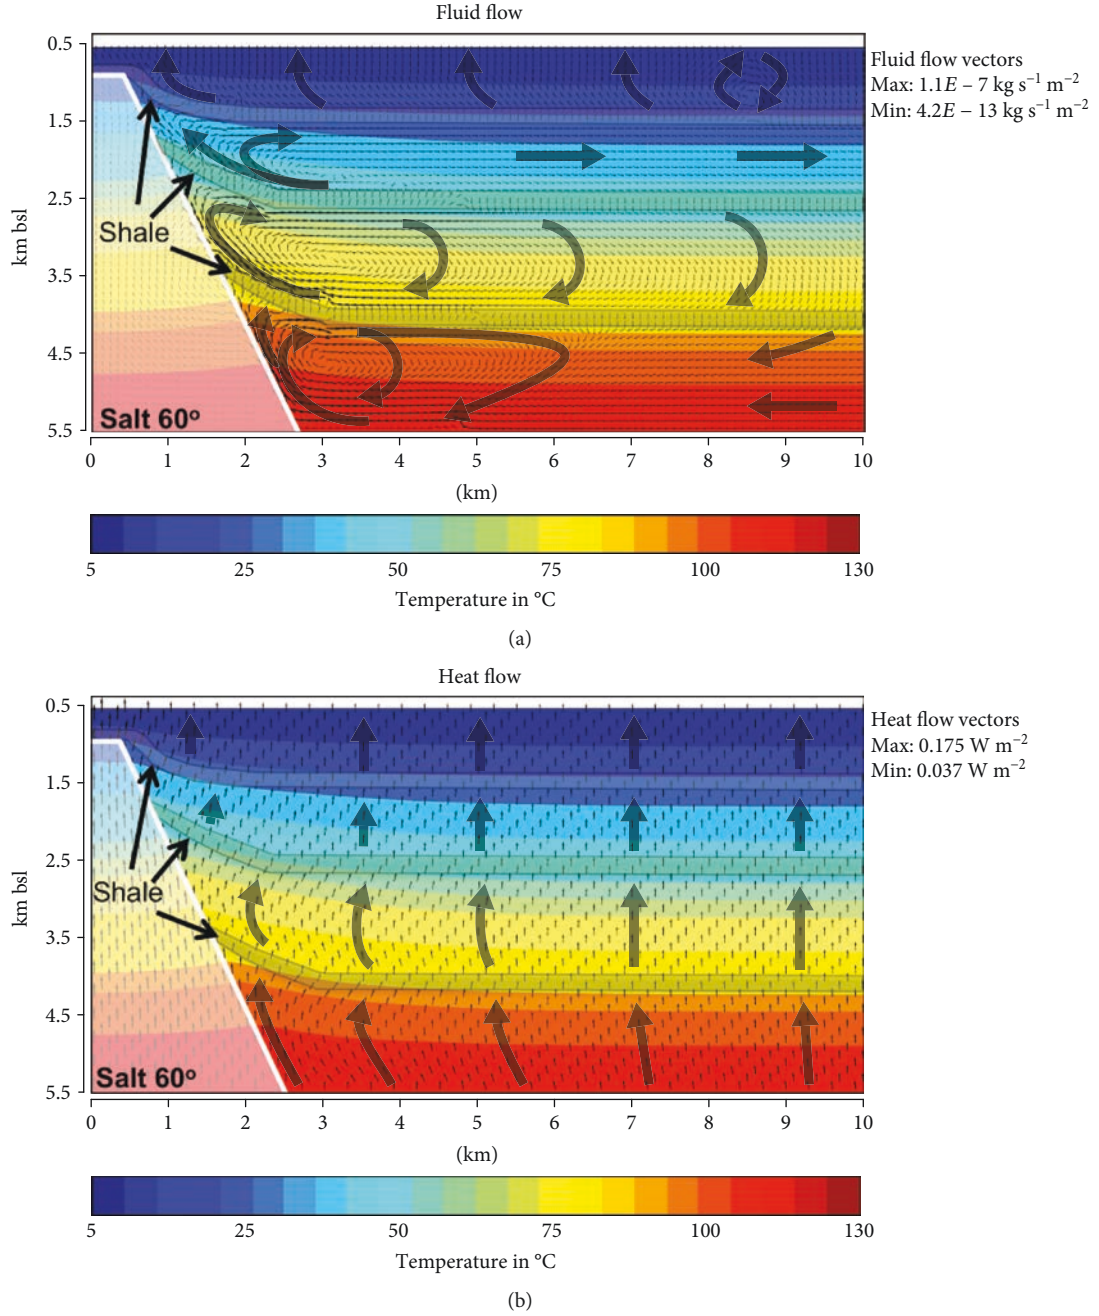 Fluid flow
0.5
1.5
2.5
3.5
4.5
5.5
km bsl
Shale
Salt 60º
Fluid flow vectors
Max: 1.1E – 7 kg s⁻¹ m⁻²
Min: 4.2E – 13 kg s⁻¹ m⁻²
0 1 2 3 4 5 6 7 8 9 10
(km)
5 25 50 75 100 130
Temperature in °C
(a)
Heat flow
0.5
1.5
2.5
3.5
4.5
5.5
km bsl
Shale
Salt 60º
Heat flow vectors
Max: 0.175 W m⁻²
Min: 0.037 W m⁻²
0 1 2 3 4 5 6 7 8 9 10
(km)
5 25 50 75 100 130
Temperature in °C
(b)